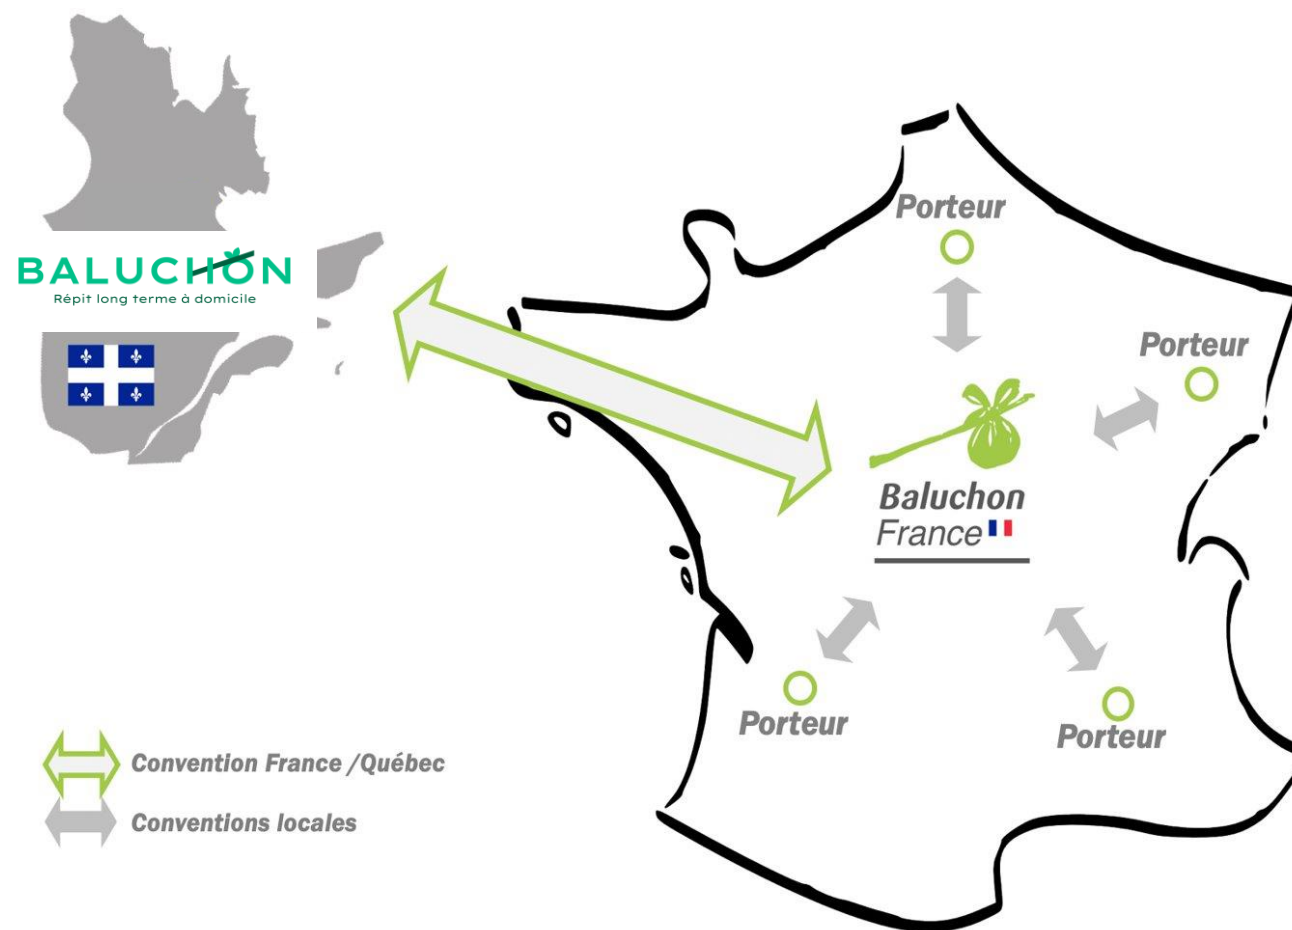 BALUCHON
Répit long terme à domicile
Porteur
Porteur
Baluchon
France
Porteur
Porteur
Convention France /Québec
Conventions locales